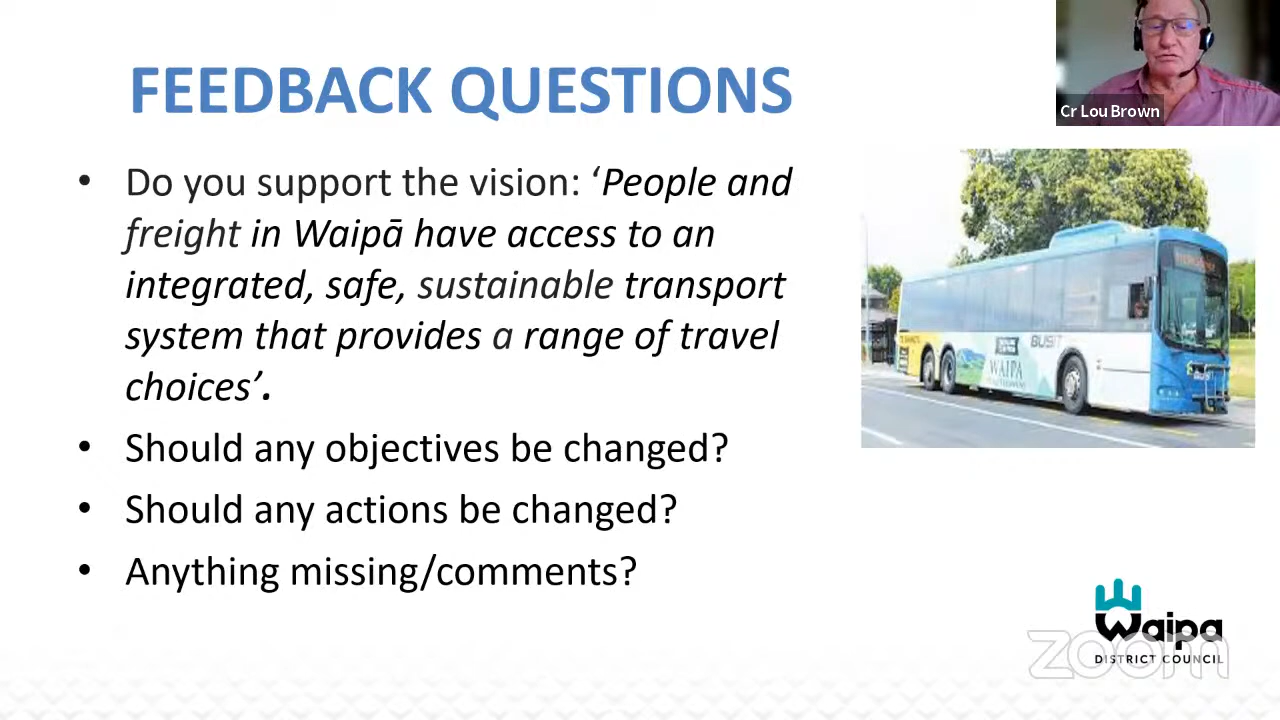 FEEDBACK QUESTIONS
Cr Lou Brown
• Do you support the vision: ‘People and
freight in Waipā have access to an
integrated, safe, sustainable transport
system that provides a range of travel
choices’.
• Should any objectives be changed?
• Should any actions be changed?
• Anything missing/comments?
BUSIT
WAIPA
Waipa
DISTRICT COUNCIL
zoom